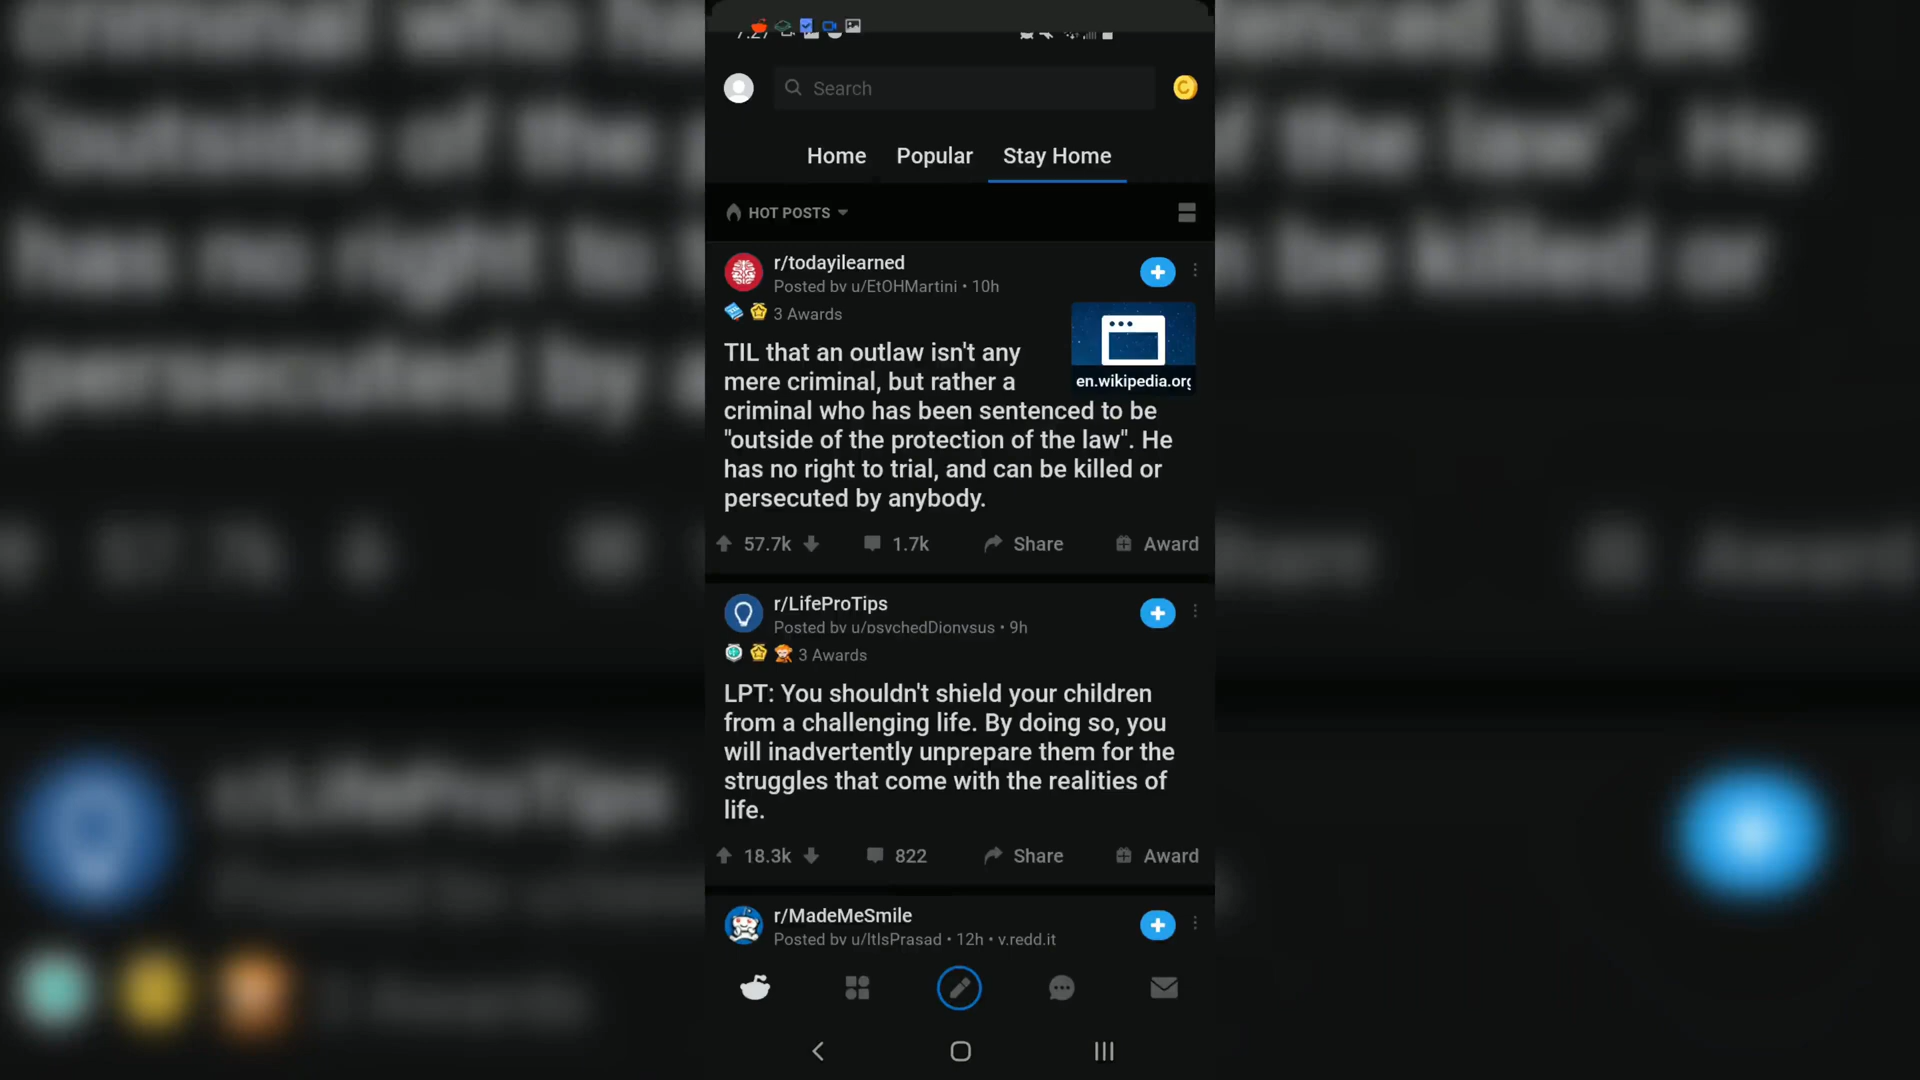 7:27
Search
Home Popular Stay Home
HOT POSTS
r/todayilearned
Posted by u/EtOHMartini • 10h
3 Awards
en.wikipedia.org
TIL that an outlaw isn't any
mere criminal, but rather a
criminal who has been sentenced to be
"outside of the protection of the law". He
has no right to trial, and can be killed or
persecuted by anybody.
57.7k 1.7k Share Award
r/LifeProTips
Posted by u/psychedDionysus • 9h
3 Awards
LPT: You shouldn't shield your children
from a challenging life. By doing so, you
will inadvertently unprepare them for the
struggles that come with the realities of
life.
18.3k 822 Share Award
r/MadeMeSmile
Posted by u/ItIsPrasad • 12h • v.redd.it